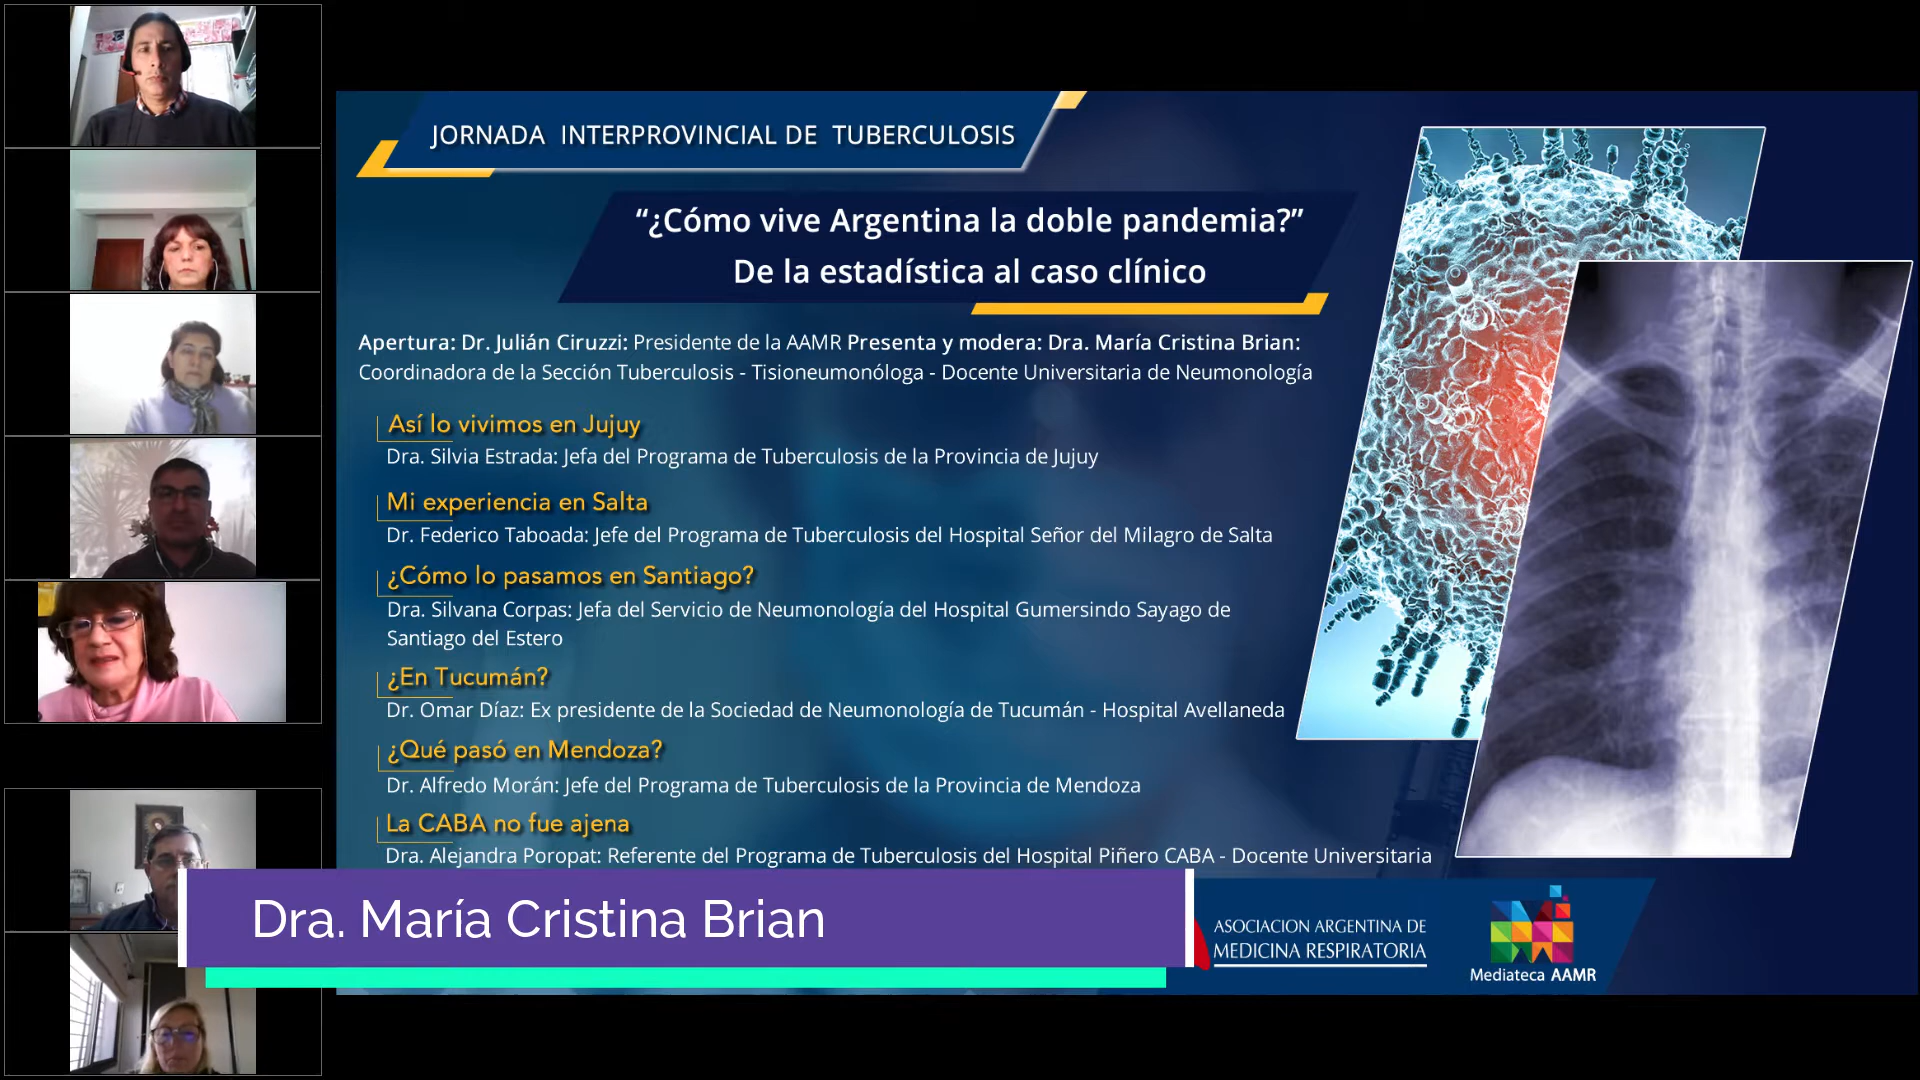 JORNADA INTERPROVINCIAL DE TUBERCULOSIS
“¿Cómo vive Argentina la doble pandemia?”
De la estadística al caso clínico
Apertura: Dr. Julián Ciruzzi: Presidente de la AAMR Presenta y modera: Dra. María Cristina Brian:
Coordinadora de la Sección Tuberculosis - Tisioneumonóloga - Docente Universitaria de Neumonología
Así lo vivimos en Jujuy
Dra. Silvia Estrada: Jefa del Programa de Tuberculosis de la Provincia de Jujuy
Mi experiencia en Salta
Dr. Federico Taboada: Jefe del Programa de Tuberculosis del Hospital Señor del Milagro de Salta
¿Cómo lo pasamos en Santiago?
Dra. Silvana Corpas: Jefa del Servicio de Neumonología del Hospital Gumersindo Sayago de
Santiago del Estero
¿En Tucumán?
Dr. Omar Díaz: Ex presidente de la Sociedad de Neumonología de Tucumán - Hospital Avellaneda
¿Qué pasó en Mendoza?
Dr. Alfredo Morán: Jefe del Programa de Tuberculosis de la Provincia de Mendoza
La CABA no fue ajena
Dra. Alejandra Poropat: Referente del Programa de Tuberculosis del Hospital Piñero CABA - Docente Universitaria
Dra. María Cristina Brian
ASOCIACION ARGENTINA DE
MEDICINA RESPIRATORIA
Mediateca AAMR